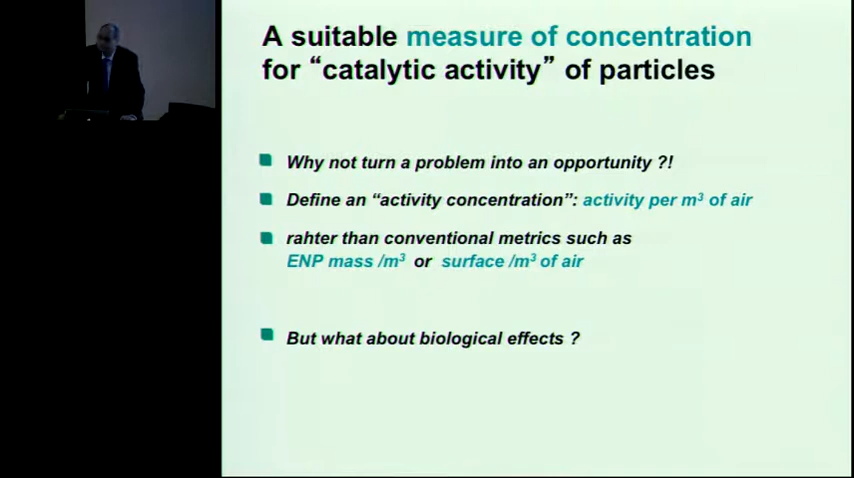 A suitable measure of concentration
for “catalytic activity” of particles
Why not turn a problem into an opportunity ?!
Define an “activity concentration”: activity per m³ of air
rahter than conventional metrics such as
ENP mass /m³ or surface /m³ of air
But what about biological effects ?